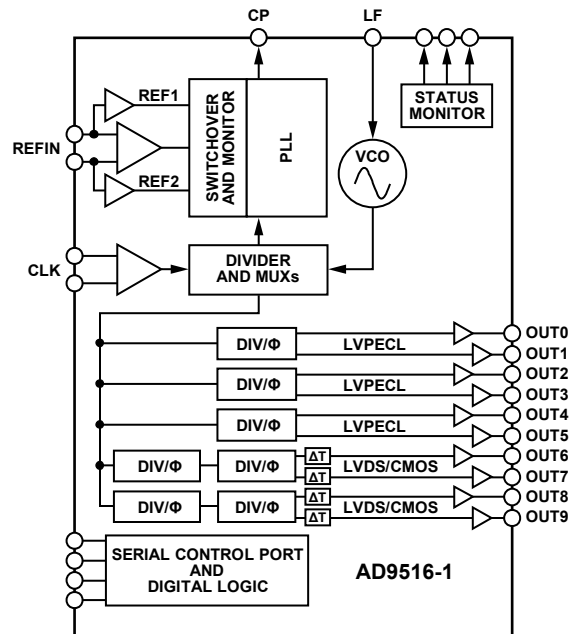 CP
LF
REF1
REF2
REFIN
SWITCHOVER
AND MONITOR
PLL
VCO
STATUS
MONITOR
CLK
DIVIDER
AND MUXs
DIV/Φ
LVPECL
OUT0
OUT1
DIV/Φ
LVPECL
OUT2
OUT3
DIV/Φ
LVPECL
OUT4
OUT5
DIV/Φ
DIV/Φ
ΔT
ΔT
LVDS/CMOS
OUT6
OUT7
DIV/Φ
DIV/Φ
ΔT
ΔT
LVDS/CMOS
OUT8
OUT9
SERIAL CONTROL PORT
AND
DIGITAL LOGIC
AD9516-1